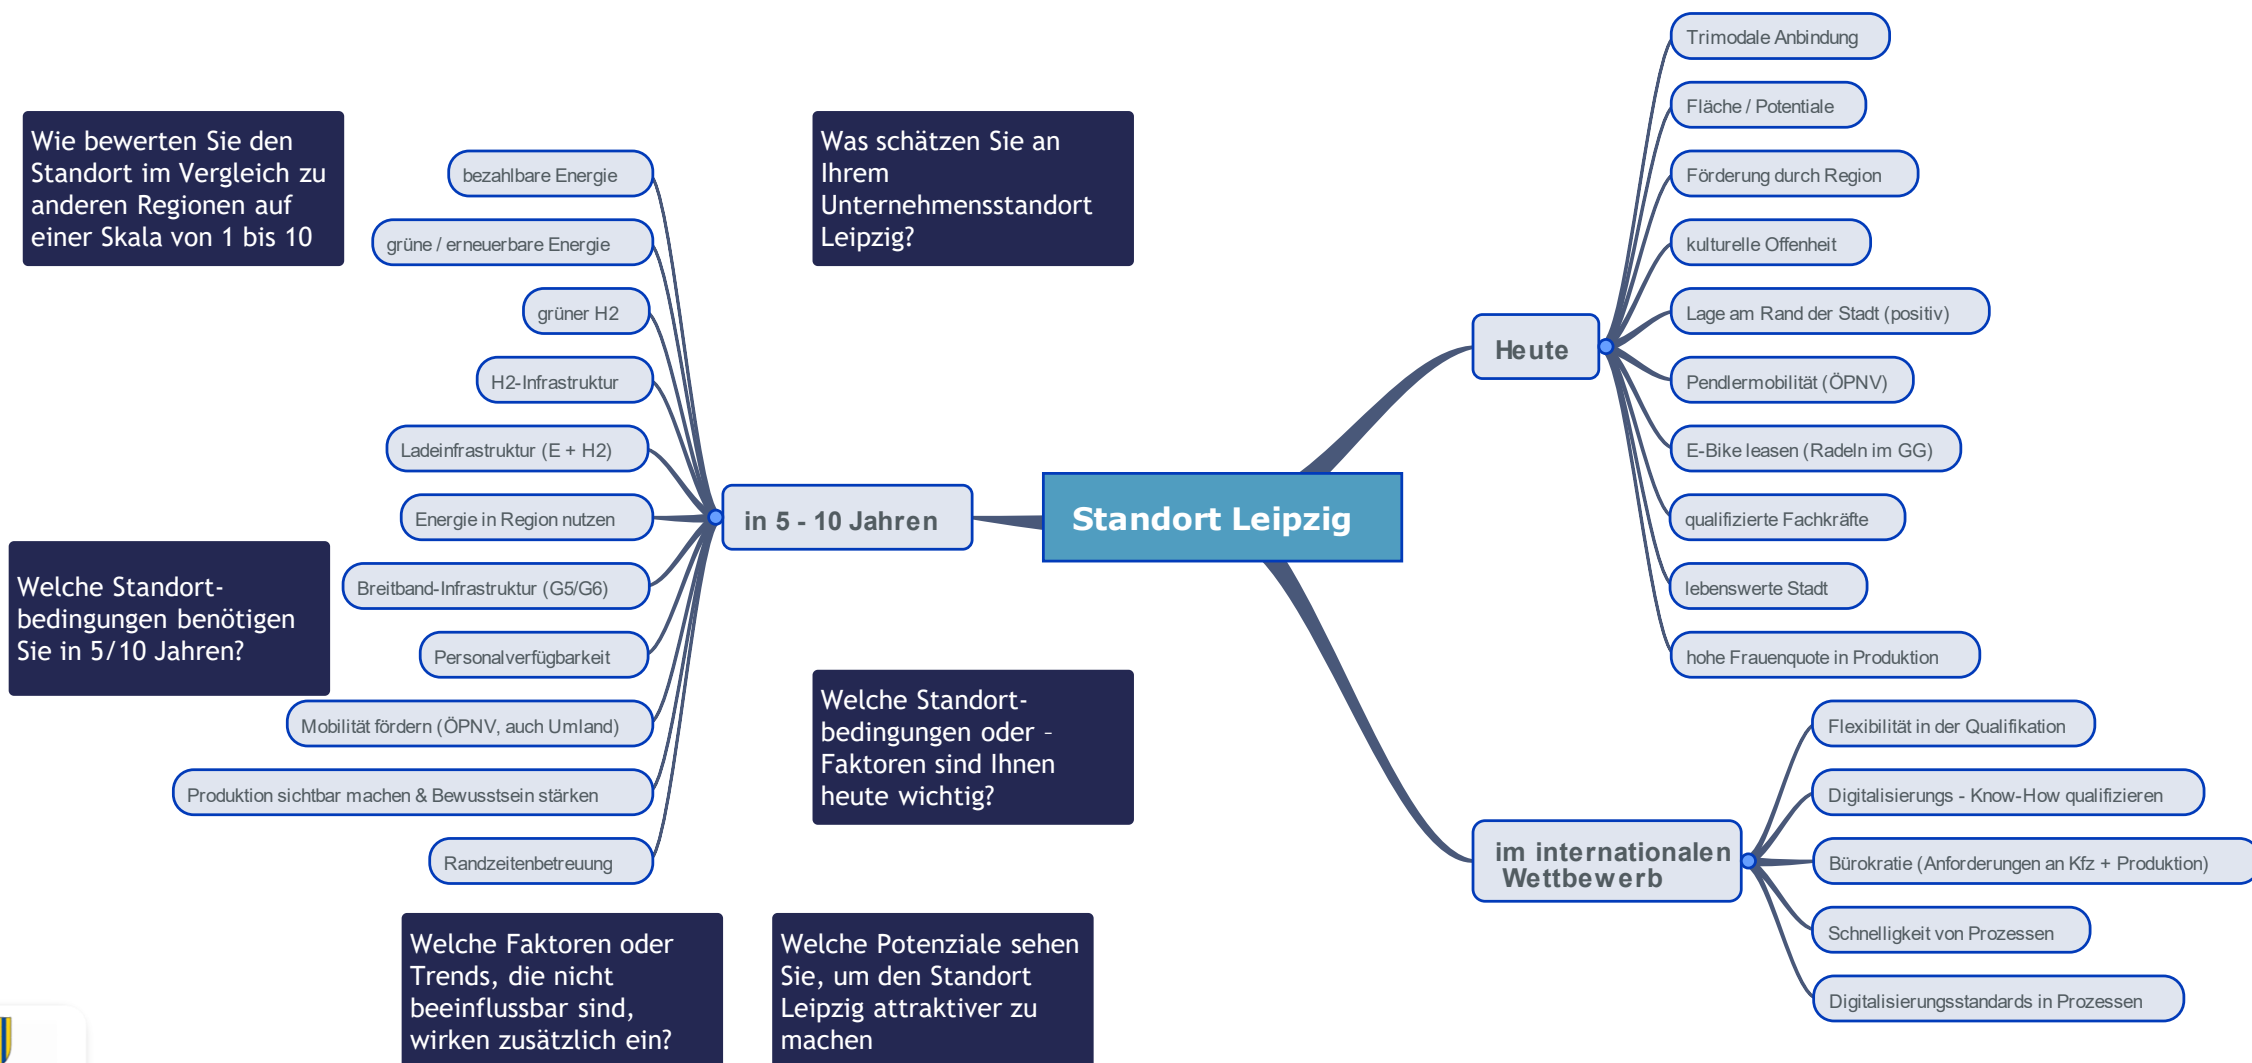 Wie bewerten Sie den
Standort im Vergleich zu
anderen Regionen auf
einer Skala von 1 bis 10
Welche Standort-
bedingungen benötigen
Sie in 5/10 Jahren?
bezahlbare Energie
grüne / erneuerbare Energie
grüner H2
H2-Infrastruktur
Ladeinfrastruktur (E + H2)
Energie in Region nutzen
Breitband-Infrastruktur (G5/G6)
Personalverfügbarkeit
Mobilität fördern (ÖPNV, auch Umland)
Produktion sichtbar machen & Bewusstsein stärken
Randzeitenbetreuung
in 5 - 10 Jahren
Was schätzen Sie an
Ihrem
Unternehmensstandort
Leipzig?
Standort Leipzig
Welche Standort-
bedingungen oder –
Faktoren sind Ihnen
heute wichtig?
Welche Faktoren oder
Trends, die nicht
beeinflussbar sind,
wirken zusätzlich ein?
Welche Potenziale sehen
Sie, um den Standort
Leipzig attraktiver zu
machen
Heute
Trimodale Anbindung
Fläche / Potentiale
Förderung durch Region
kulturelle Offenheit
Lage am Rand der Stadt (positiv)
Pendlermobilität (ÖPNV)
E-Bike leasen (Radeln im GG)
qualifizierte Fachkräfte
lebenswerte Stadt
hohe Frauenquote in Produktion
im internationalen
Wettbewerb
Flexibilität in der Qualifikation
Digitalisierungs - Know-How qualifizieren
Bürokratie (Anforderungen an Kfz + Produktion)
Schnelligkeit von Prozessen
Digitalisierungsstandards in Prozessen